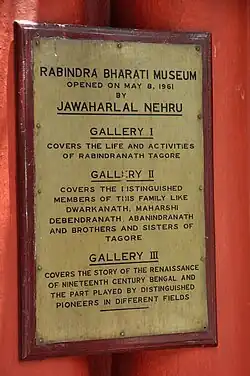 RABINDRA BHARATI MUSEUM
OPENED ON MAY 8, 1961
BY
JAWAHARLAL NEHRU
GALLERY I
COVERS THE LIFE AND ACTIVITIES
OF RABINDRANATH TAGORE
GALLERY II
COVERS THE DISTINGUISHED
MEMBERS OF THIS FAMILY LIKE
DWARKANATH, MAHARSHI
DEBENDRANATH, ABANINDRANATH
AND BROTHERS AND SISTERS OF
TAGORE
GALLERY III
COVERS THE STORY OF THE RENAISSANCE
OF NINETEENTH CENTURY BENGAL AND
THE PART PLAYED BY DISTINGUISHED
PIONEERS IN DIFFERENT FIELDS